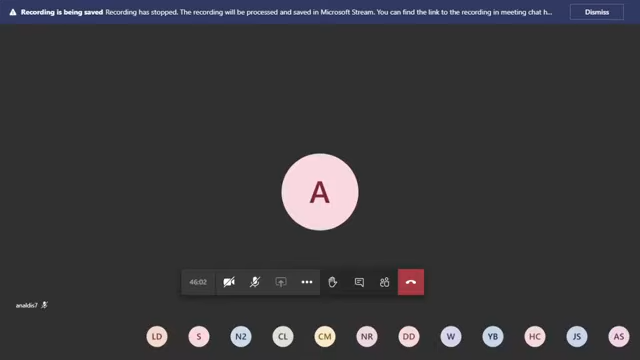 Recording is being saved Recording has stopped. The recording will be processed and saved in Microsoft Stream. You can find the link to the recording in meeting chat h... Dismiss
A
46:02
analdis7
LD S N2 CL CM NR DD W YB HC JS AS